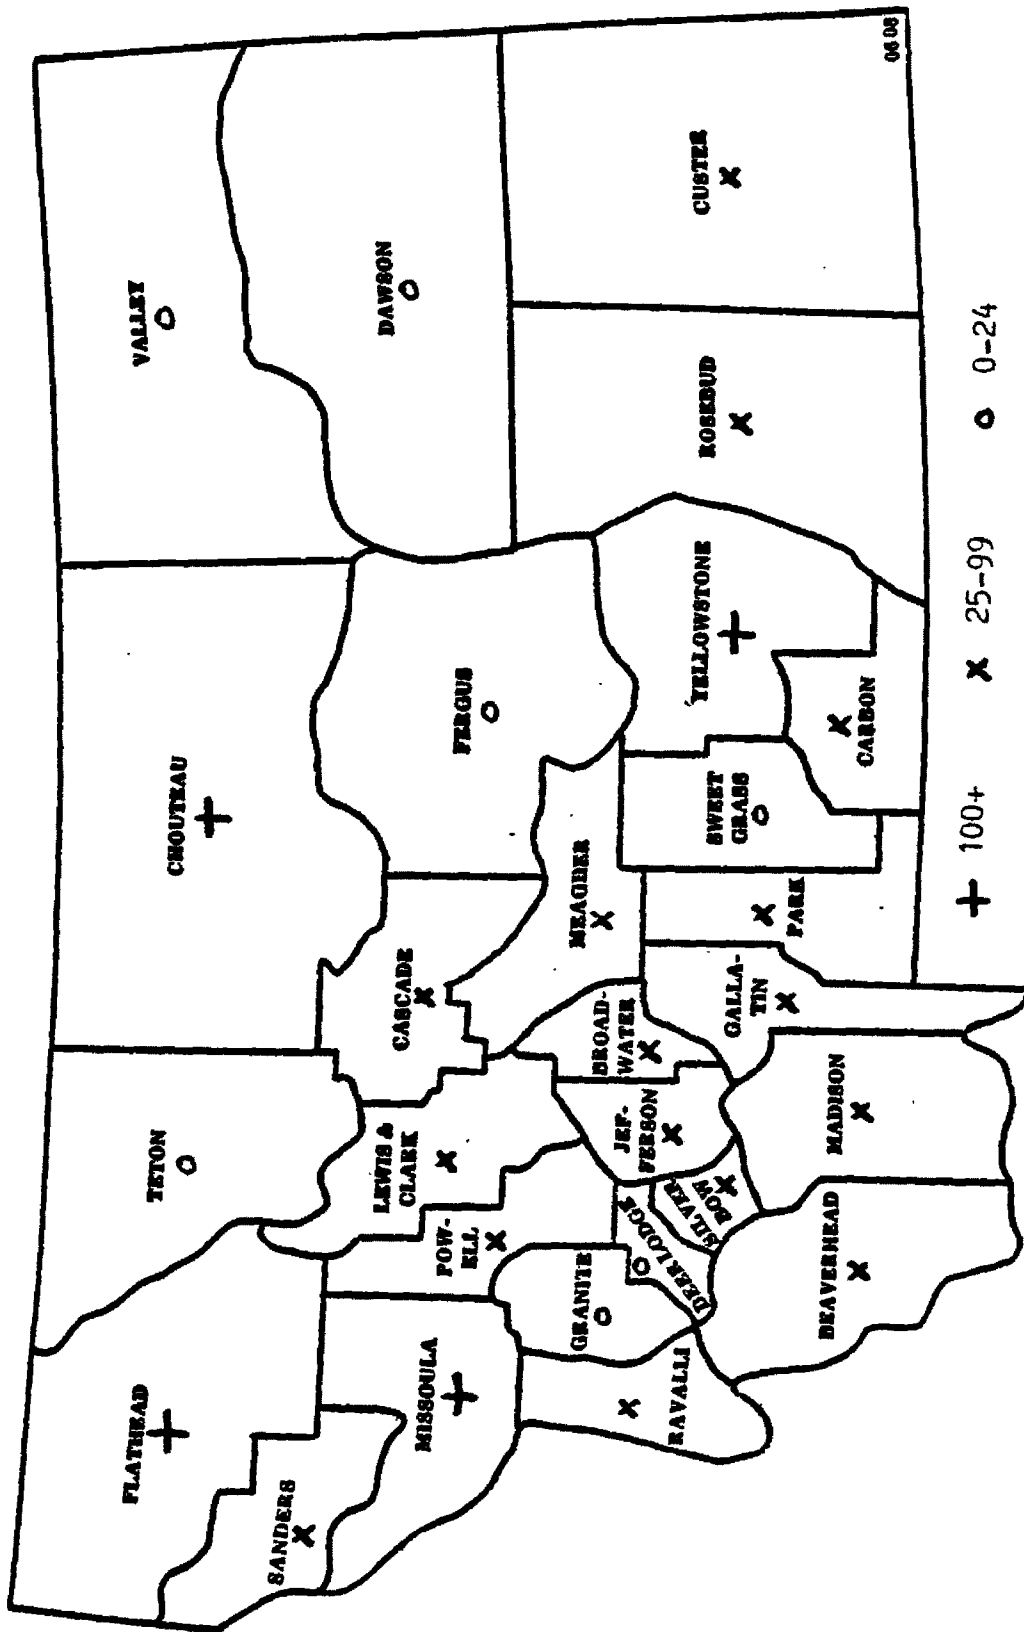 FLATHEAD
TETON
CHOUTEAU
VALLEY
SANDERS
MISSOULA
POW-
ELL
LEWIS &
CLARK
CASCADE
FERGUS
DAWSON
GRANITE
DEER LODGE
SILVER
BOW
JEF-
FERSON
BROAD-
WATER
MEAGHER
RAVALLI
BEAVERHEAD
MADISON
GALLA-
TIN
PARK
SWEET
GRASS
YELLOWSTONE
CARBON
ROSEBUD
CUSTER
06 08
+ 100+ x 25-99 o 0-24